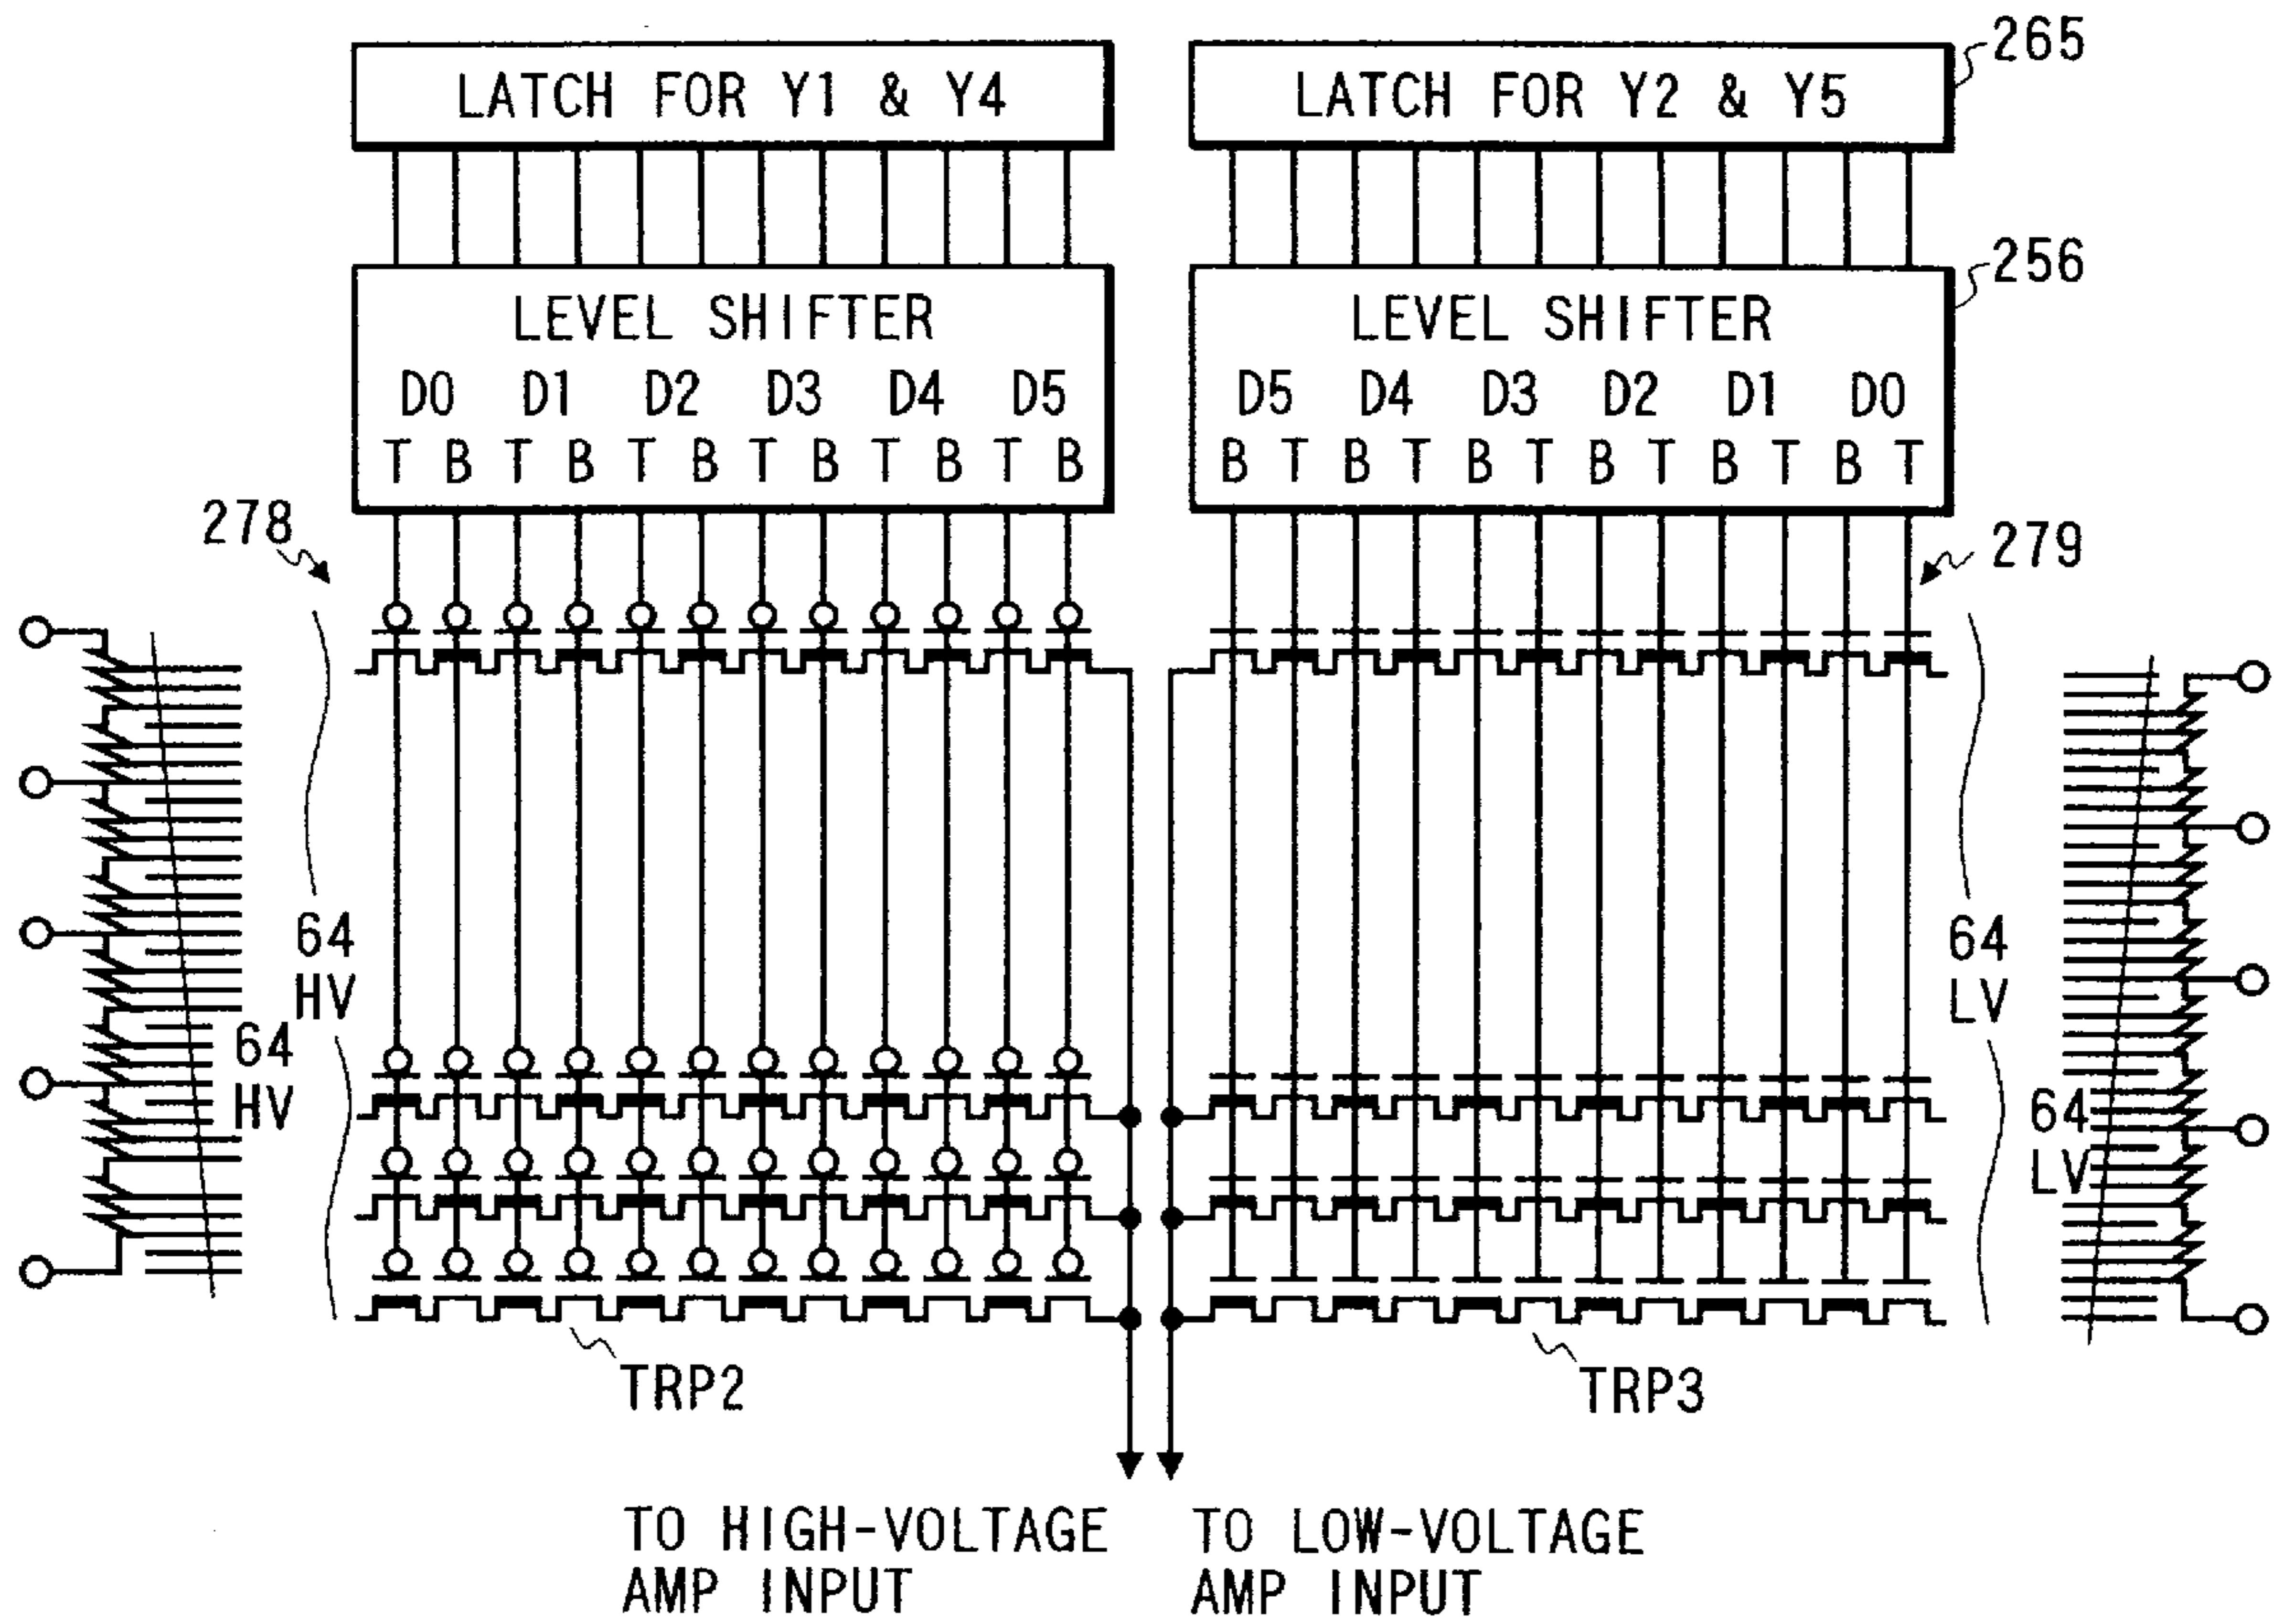 265
LATCH FOR Y1 & Y4
LATCH FOR Y2 & Y5
256
LEVEL SHIFTER
D0 D1 D2 D3 D4 D5
T B T B T B T B T B T B
LEVEL SHIFTER
D5 D4 D3 D2 D1 D0
B T B T B T B T B T B T
278
279
64
HV
64
HV
64
LV
64
LV
TRP2
TRP3
TO HIGH-VOLTAGE
AMP INPUT
TO LOW-VOLTAGE
AMP INPUT